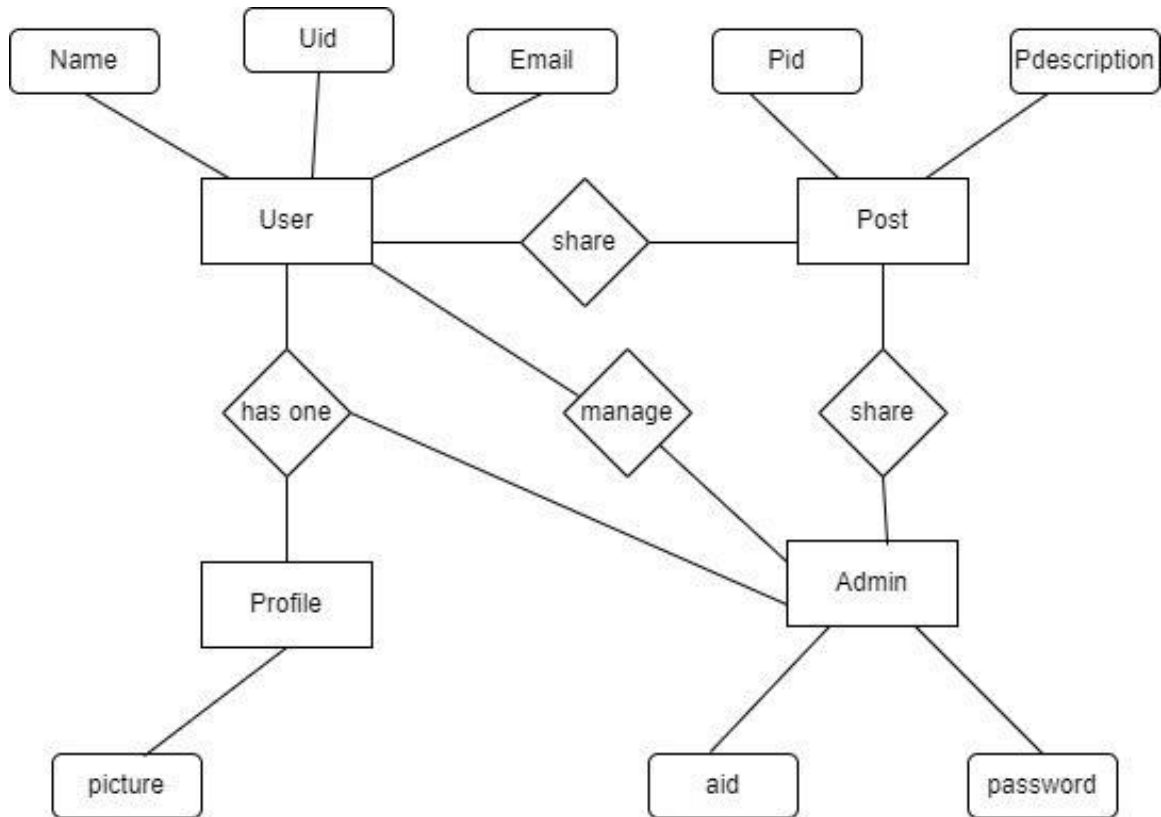 Name
Uid
Email
Pid
Pdescription
User
share
Post
has one
manage
share
Profile
Admin
picture
aid
password